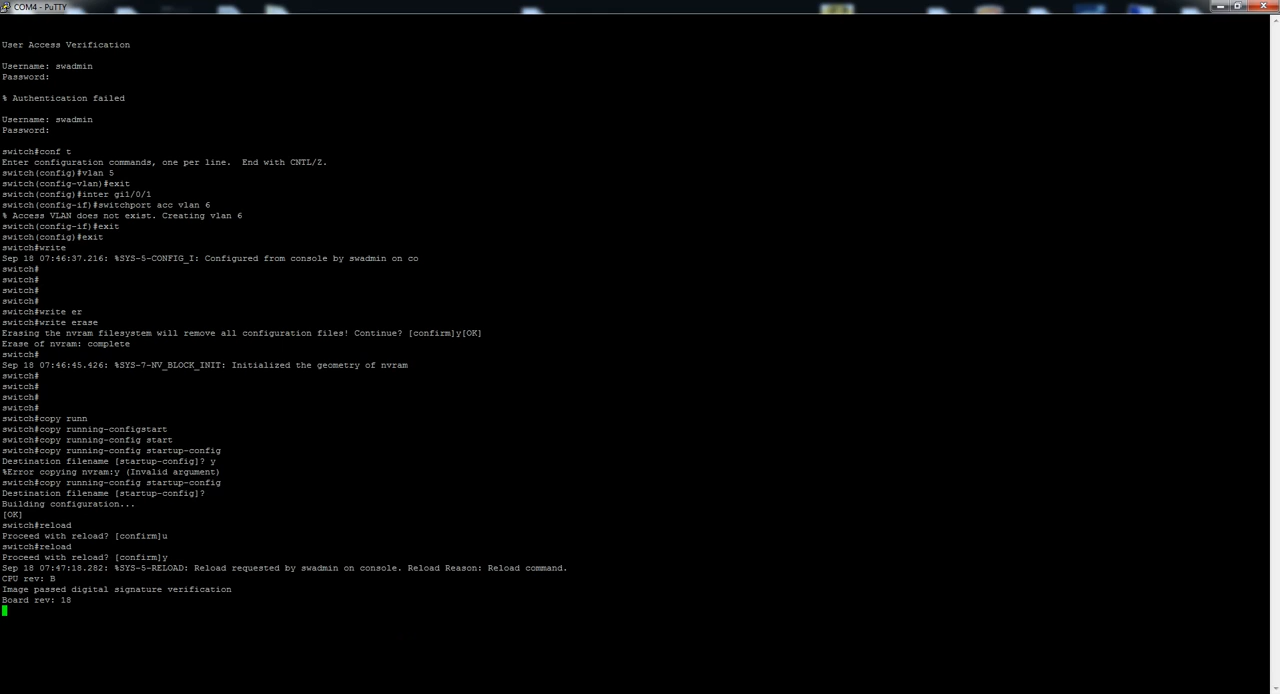 COM4 - PuTTY
User Access Verification
Username: swadmin
Password:
% Authentication failed
Username: swadmin
Password:
switch#conf t
Enter configuration commands, one per line.  End with CNTL/Z.
switch(config)#vlan 5
switch(config-vlan)#exit
switch(config)#inter gi1/0/1
switch(config-if)#switchport acc vlan 6
% Access VLAN does not exist. Creating vlan 6
switch(config-if)#exit
switch(config)#exit
switch#write
Sep 18 07:46:37.216: %SYS-5-CONFIG_I: Configured from console by swadmin on co
switch#
switch#
switch#
switch#
switch#write er
switch#write erase
Erasing the nvram filesystem will remove all configuration files! Continue? [confirm]y[OK]
Erase of nvram: complete
switch#
Sep 18 07:46:45.426: %SYS-7-NV_BLOCK_INIT: Initialized the geometry of nvram
switch#
switch#
switch#
switch#
switch#copy runn
switch#copy running-configstart
switch#copy running-config start
switch#copy running-config startup-config
Destination filename [startup-config]? y
%Error copying nvram:y (Invalid argument)
switch#copy running-config startup-config
Destination filename [startup-config]?
Building configuration...
[OK]
switch#reload
Proceed with reload? [confirm]u
switch#reload
Proceed with reload? [confirm]y
Sep 18 07:47:18.282: %SYS-5-RELOAD: Reload requested by swadmin on console. Reload Reason: Reload command.
CPU rev: B
Image passed digital signature verification
Board rev: 18